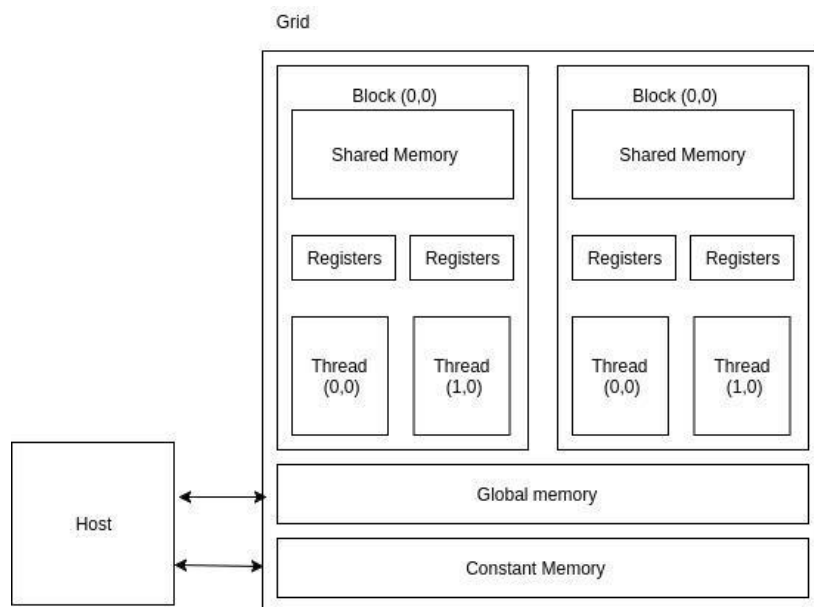 Grid
Block (0,0)
Block (0,0)
Shared Memory
Shared Memory
Registers
Registers
Registers
Registers
Thread
(0,0)
Thread
(1,0)
Thread
(0,0)
Thread
(1,0)
Host
Global memory
Constant Memory